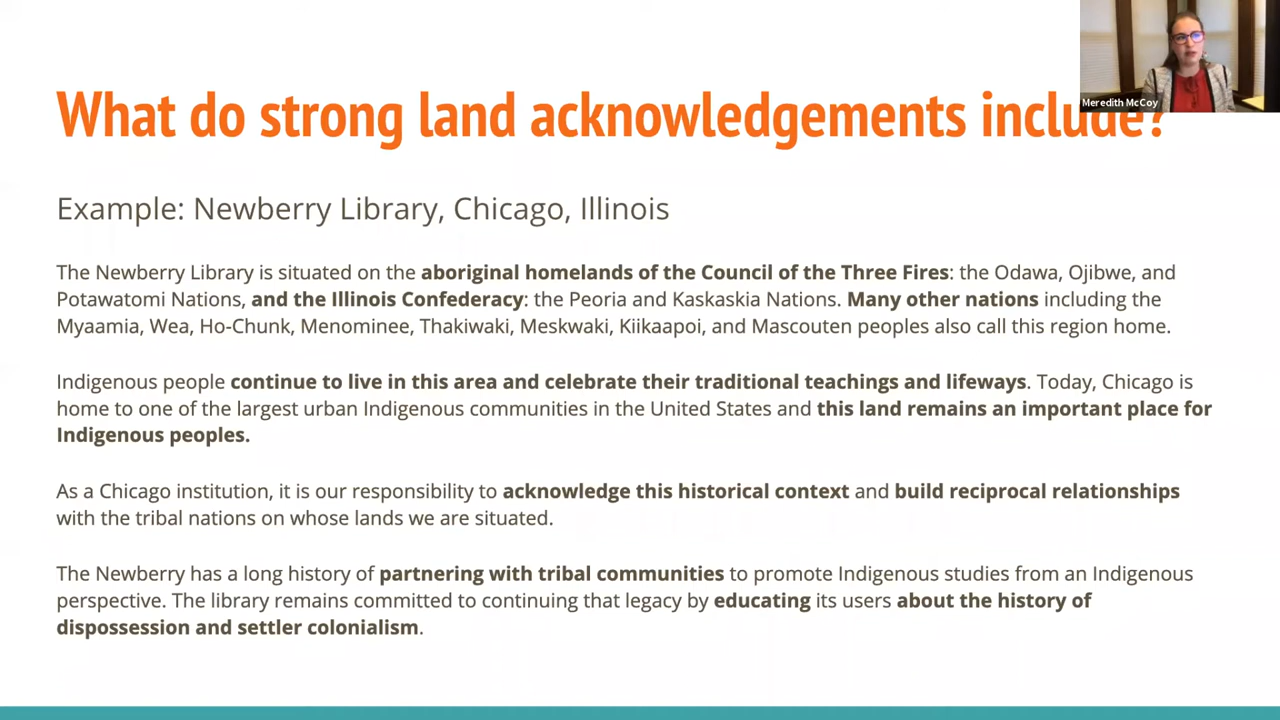 Meredith McCoy
What do strong land acknowledgements include?
Example: Newberry Library, Chicago, Illinois
The Newberry Library is situated on the aboriginal homelands of the Council of the Three Fires: the Odawa, Ojibwe, and
Potawatomi Nations, and the Illinois Confederacy: the Peoria and Kaskaskia Nations. Many other nations including the
Myaamia, Wea, Ho-Chunk, Menominee, Thakiwaki, Meskwaki, Kiikaapoi, and Mascouten peoples also call this region home.
Indigenous people continue to live in this area and celebrate their traditional teachings and lifeways. Today, Chicago is
home to one of the largest urban Indigenous communities in the United States and this land remains an important place for
Indigenous peoples.
As a Chicago institution, it is our responsibility to acknowledge this historical context and build reciprocal relationships
with the tribal nations on whose lands we are situated.
The Newberry has a long history of partnering with tribal communities to promote Indigenous studies from an Indigenous
perspective. The library remains committed to continuing that legacy by educating its users about the history of
dispossession and settler colonialism.